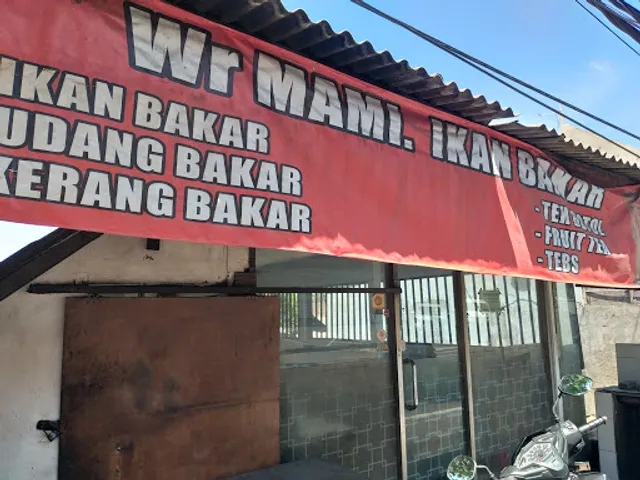 Wr MAMI. IKAN BAKAR
IKAN BAKAR
UDANG BAKAR
KERANG BAKAR
- TEH BOTOL
- FRUIT TEA
- TEBS